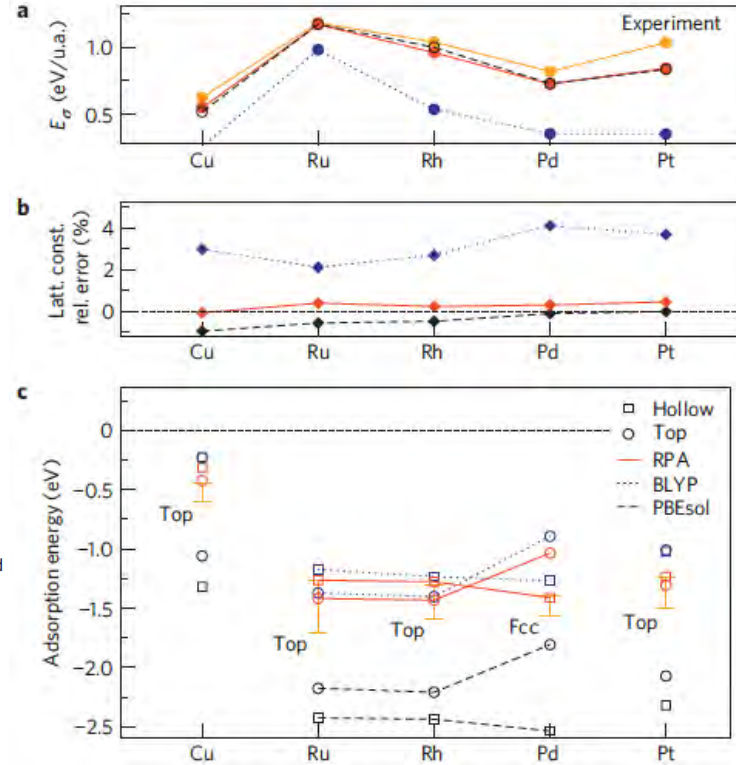 a
Experiment
E_σ (eV/u.a.)
1.0
0.5
Cu Ru Rh Pd Pt
b
Latt. const.
rel. error (%)
4
2
0
Cu Ru Rh Pd Pt
c
Adsorption energy (eV)
0
−0.5
−1.0
−1.5
−2.0
−2.5
Hollow
Top
RPA
BLYP
PBEsol
Top
Top
Top
Fcc
Top
Cu Ru Rh Pd Pt
d